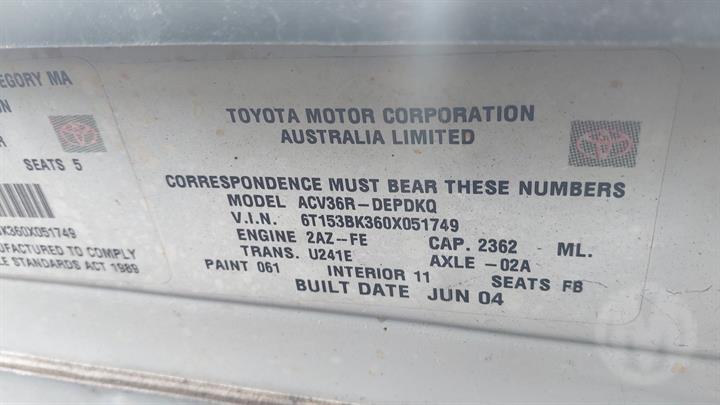 EGORY MA
ON
R
SEATS 5
K360X051749
UFACTURED TO COMPLY
LE STANDARDS ACT 1989
TOYOTA MOTOR CORPORATION
AUSTRALIA LIMITED
CORRESPONDENCE MUST BEAR THESE NUMBERS
MODEL ACV36R-DEPDKQ
V.I.N. 6T153BK360X051749
ENGINE 2AZ-FE CAP. 2362 ML.
TRANS. U241E AXLE -02A
PAINT 061 INTERIOR 11 SEATS FB
BUILT DATE JUN 04
M